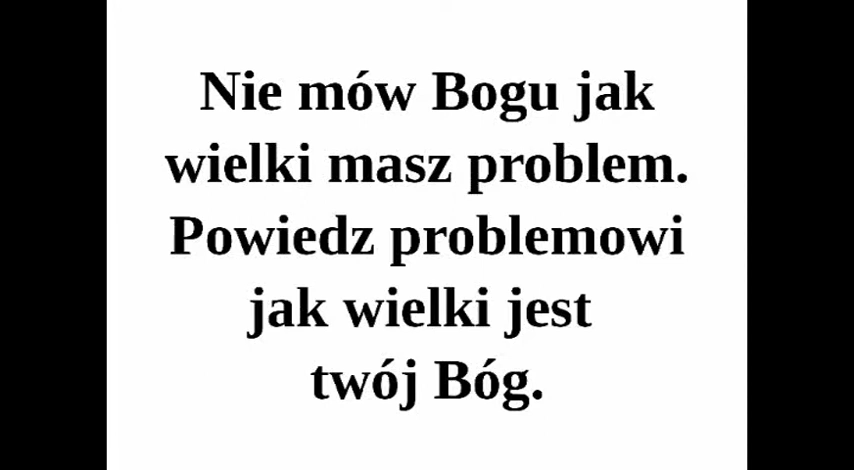 Nie mów Bogu jak
wielki masz problem.
Powiedz problemowi
jak wielki jest
twój Bóg.